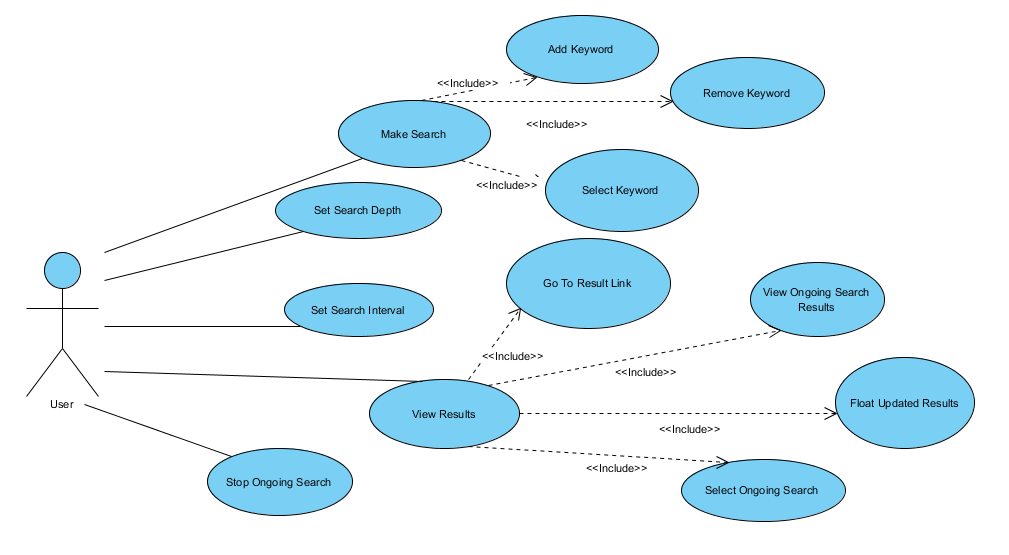 Add Keyword
<<Include>>
Remove Keyword
<<Include>>
Make Search
<<Include>>
Select Keyword
Set Search Depth
Go To Result Link
View Ongoing Search
Results
Set Search Interval
<<Include>>
<<Include>>
User
View Results
Float Updated Results
<<Include>>
<<Include>>
Stop Ongoing Search
Select Ongoing Search